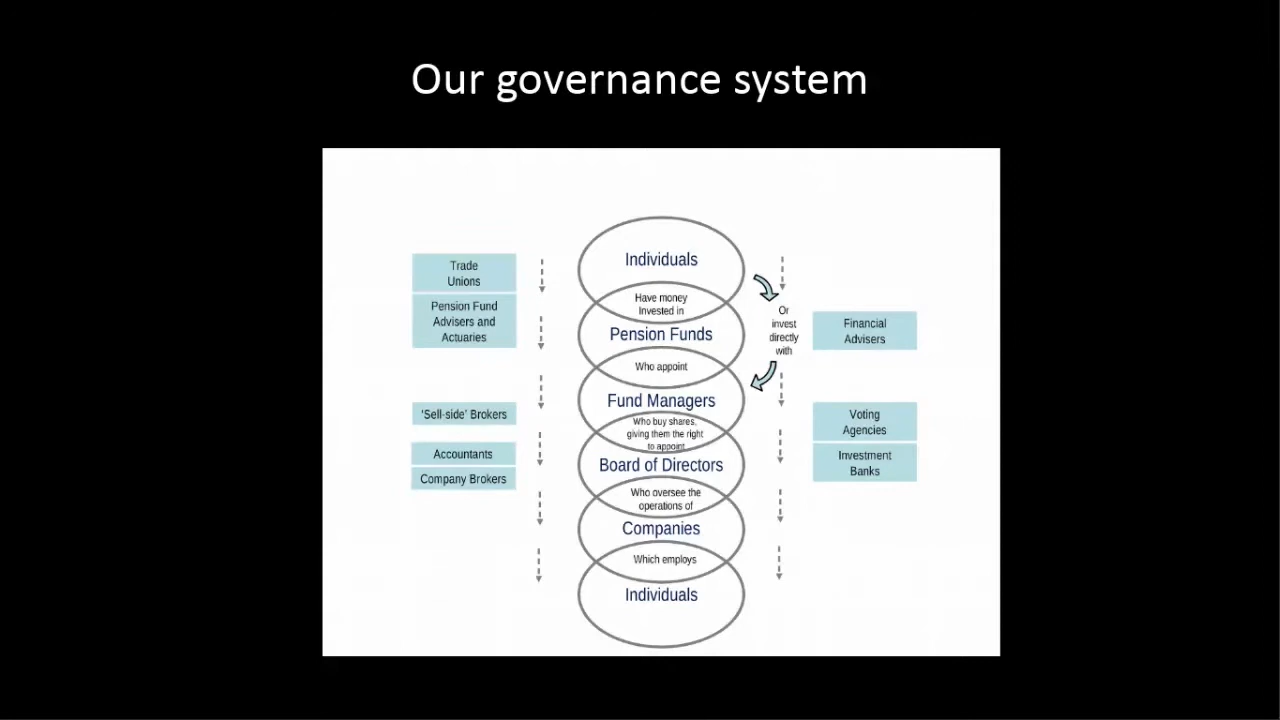 Our governance system
Individuals
Have money
Invested in
Pension Funds
Who appoint
Fund Managers
Who buy shares,
giving them the right
to appoint
Board of Directors
Who oversee the
operations of
Companies
Which employs
Individuals
Trade
Unions
Pension Fund
Advisers and
Actuaries
'Sell-side' Brokers
Accountants
Company Brokers
Or
invest
directly
with
Financial
Advisers
Voting
Agencies
Investment
Banks